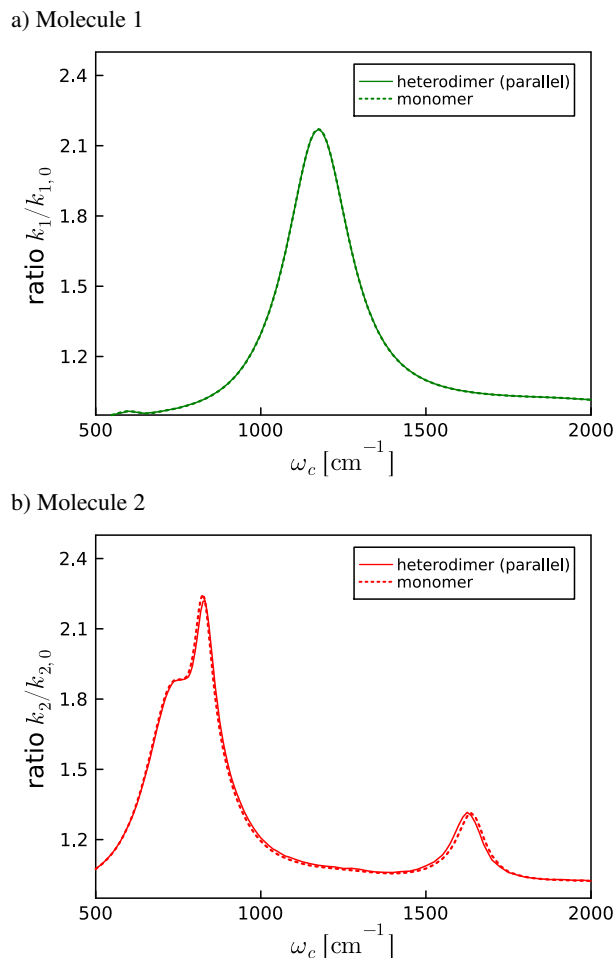 a) Molecule 1
2.4
2.1
1.8
1.5
1.2
ratio k₁/k₁,₀
heterodimer (parallel)
monomer
500 1000 1500 2000
ω_c [cm⁻¹]
b) Molecule 2
2.4
2.1
1.8
1.5
1.2
ratio k₂/k₂,₀
heterodimer (parallel)
monomer
500 1000 1500 2000
ω_c [cm⁻¹]